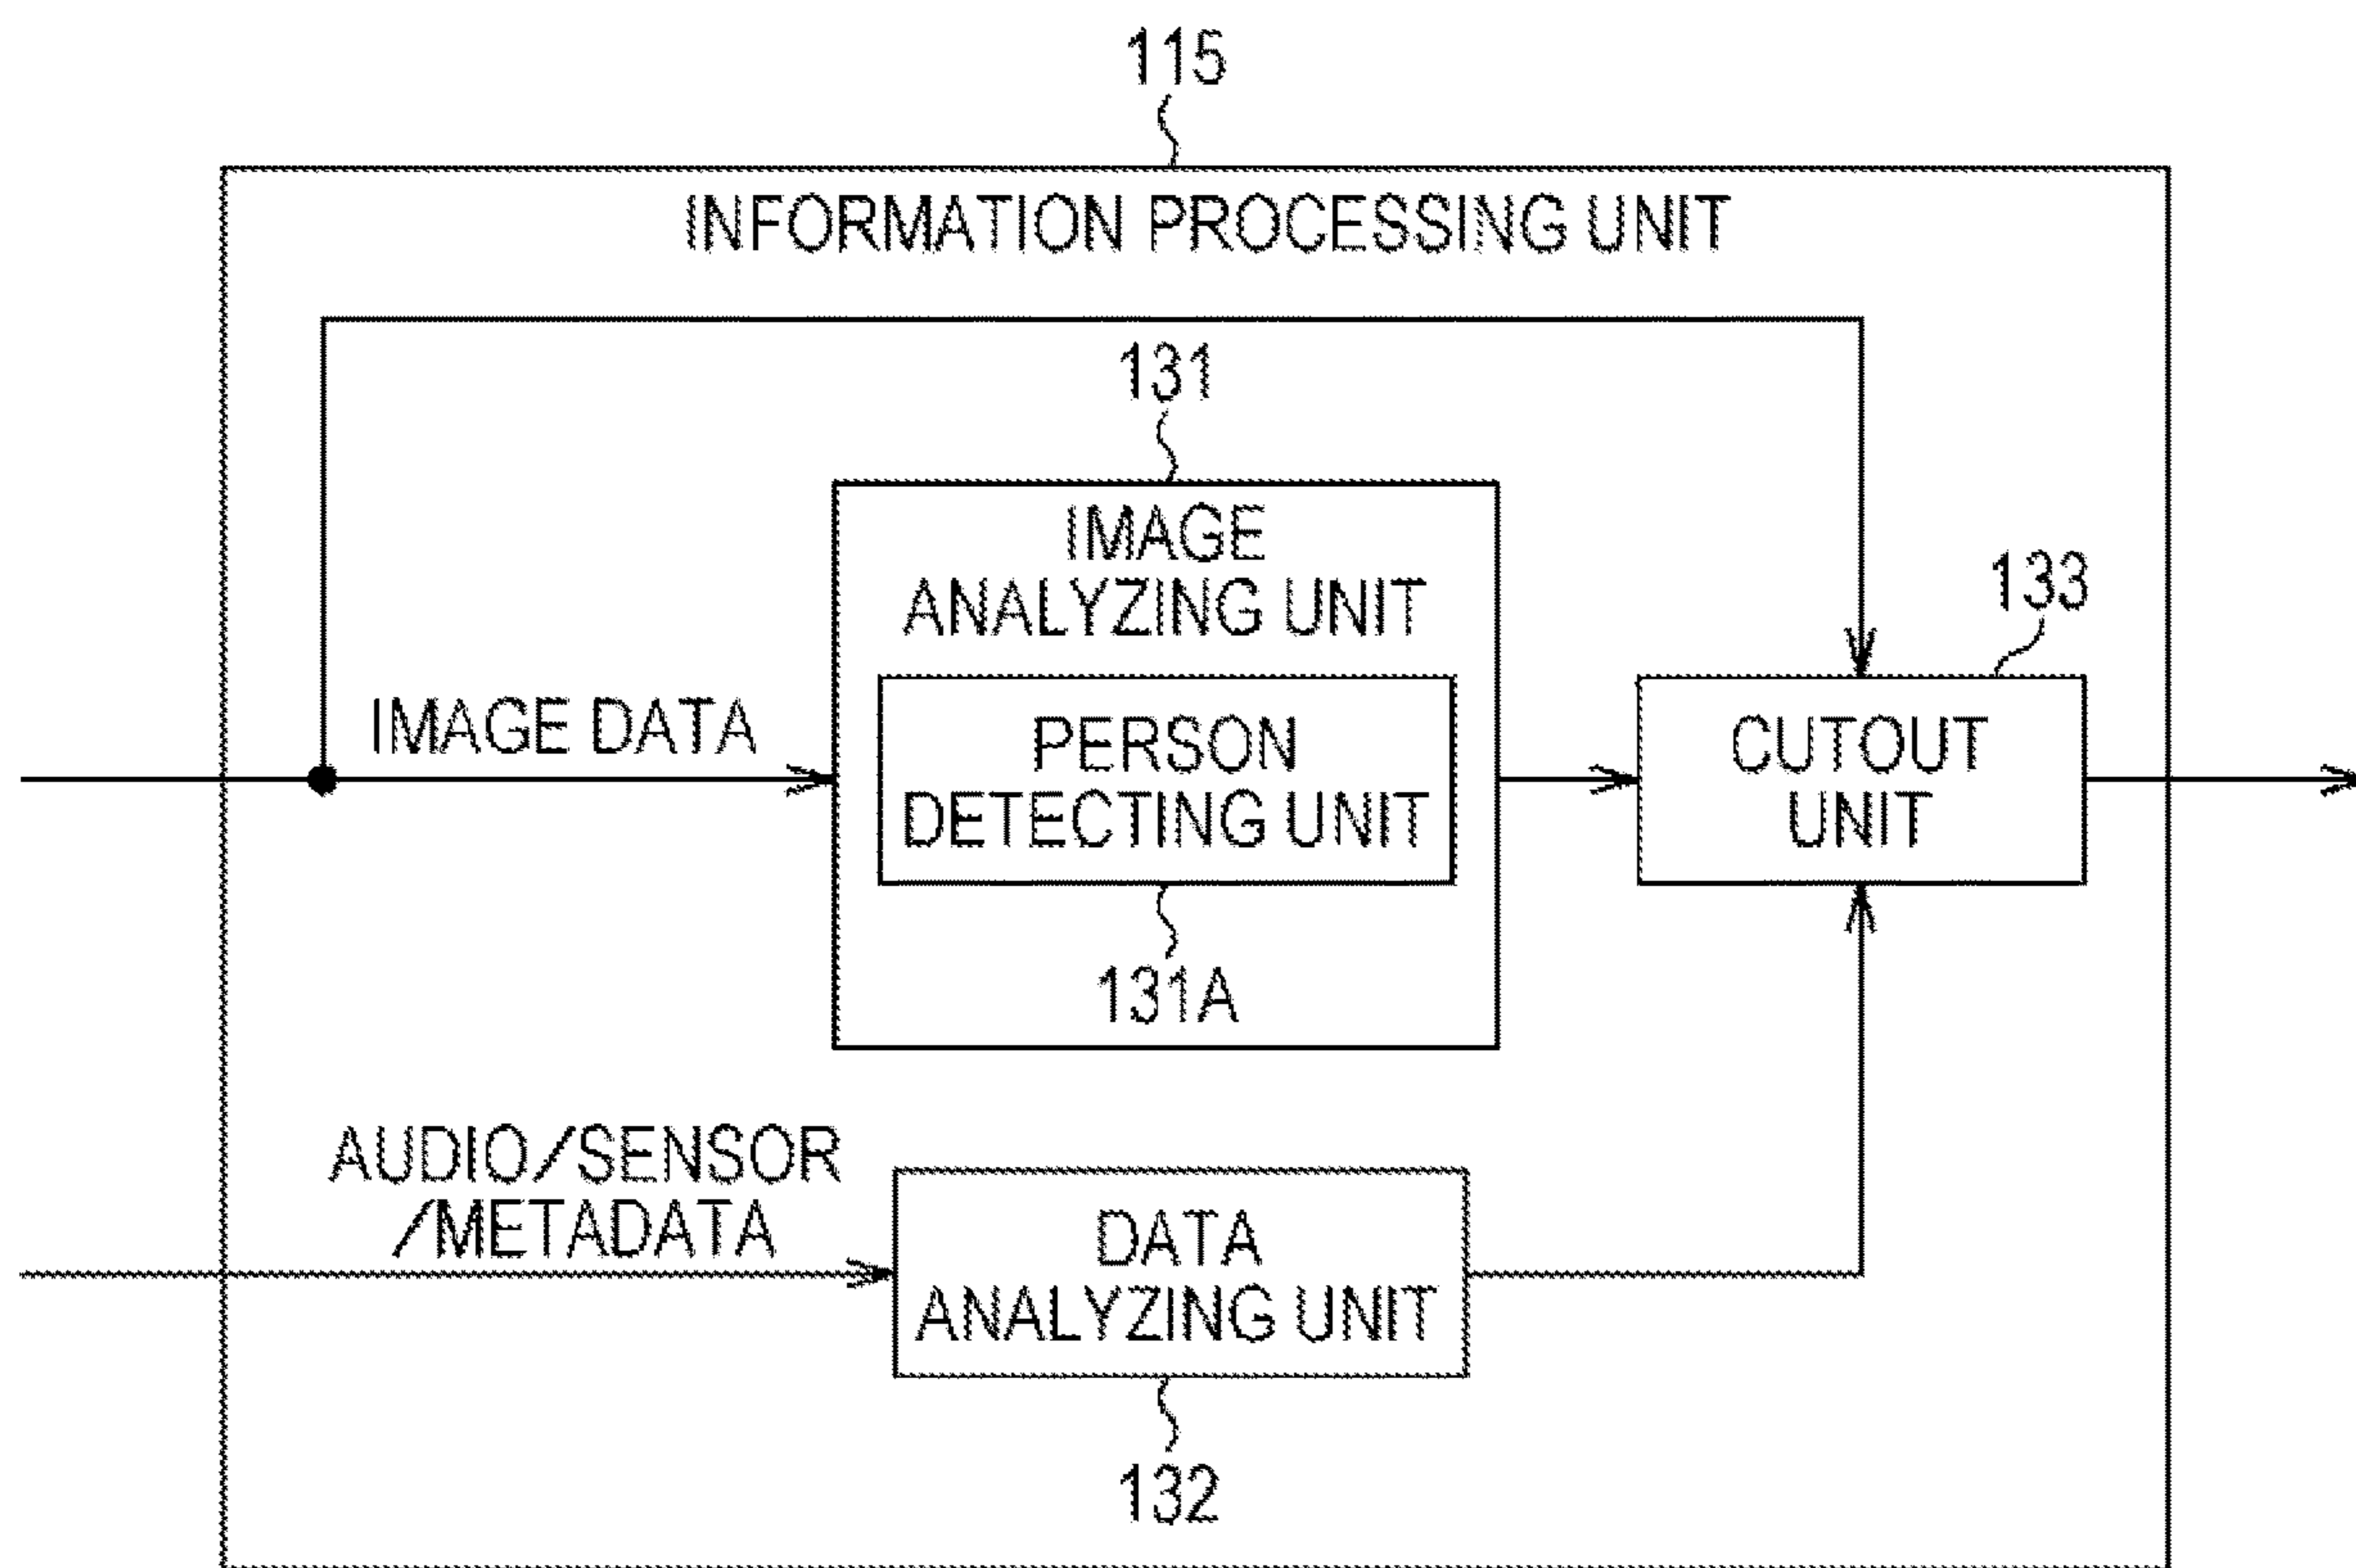 115
INFORMATION PROCESSING UNIT
131
IMAGE
ANALYZING UNIT
133
IMAGE DATA
PERSON
DETECTING UNIT
CUTOUT
UNIT
131A
AUDIO/SENSOR
/METADATA
DATA
ANALYZING UNIT
132